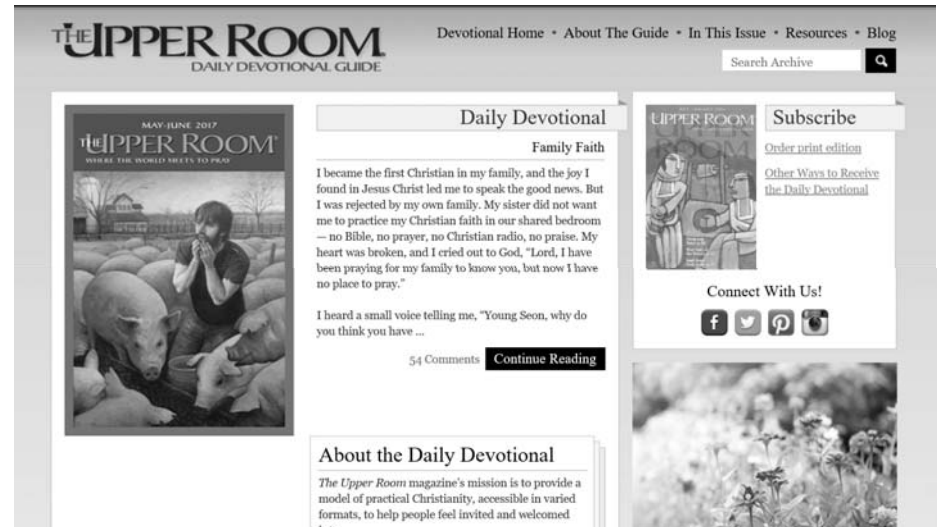 THE UPPER ROOM.
DAILY DEVOTIONAL GUIDE
Devotional Home • About The Guide • In This Issue • Resources • Blog
Search Archive
MAY-JUNE 2017
THE UPPER ROOM®
WHERE THE WORLD MEETS TO PRAY
Daily Devotional
Family Faith
I became the first Christian in my family, and the joy I
found in Jesus Christ led me to speak the good news. But
I was rejected by my own family. My sister did not want
me to practice my Christian faith in our shared bedroom
— no Bible, no prayer, no Christian radio, no praise. My
heart was broken, and I cried out to God, “Lord, I have
been praying for my family to know you, but now I have
no place to pray.”
I heard a small voice telling me, “Young Seon, why do
you think you have ...
54 Comments
Continue Reading
About the Daily Devotional
The Upper Room magazine’s mission is to provide a
model of practical Christianity, accessible in varied
formats, to help people feel invited and welcomed
UPPER ROOM
ROOM
Subscribe
Order print edition
Other Ways to Receive
the Daily Devotional
Connect With Us!